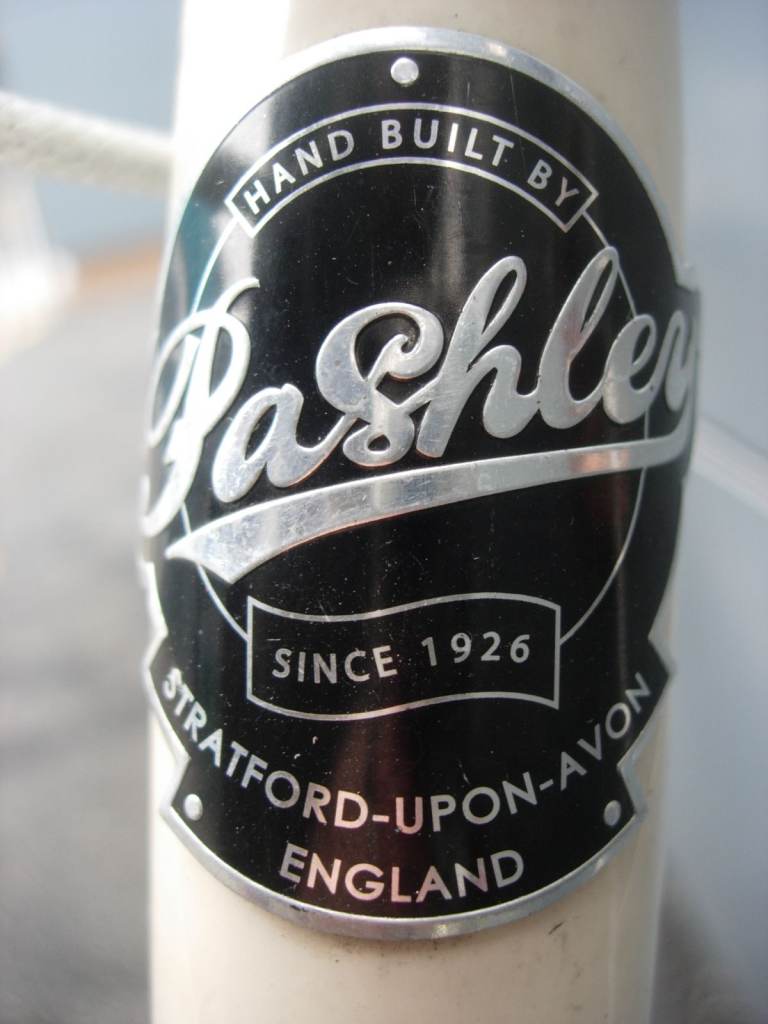 HAND BUILT BY
Pashley
SINCE 1926
STRATFORD-UPON-AVON
ENGLAND